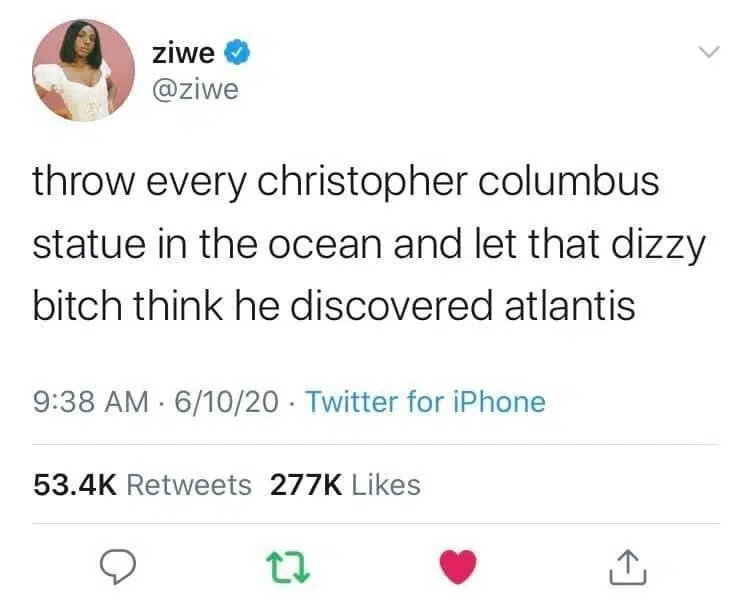 ziwe
@ziwe
throw every christopher columbus
statue in the ocean and let that dizzy
bitch think he discovered atlantis
9:38 AM · 6/10/20 · Twitter for iPhone
53.4K Retweets 277K Likes